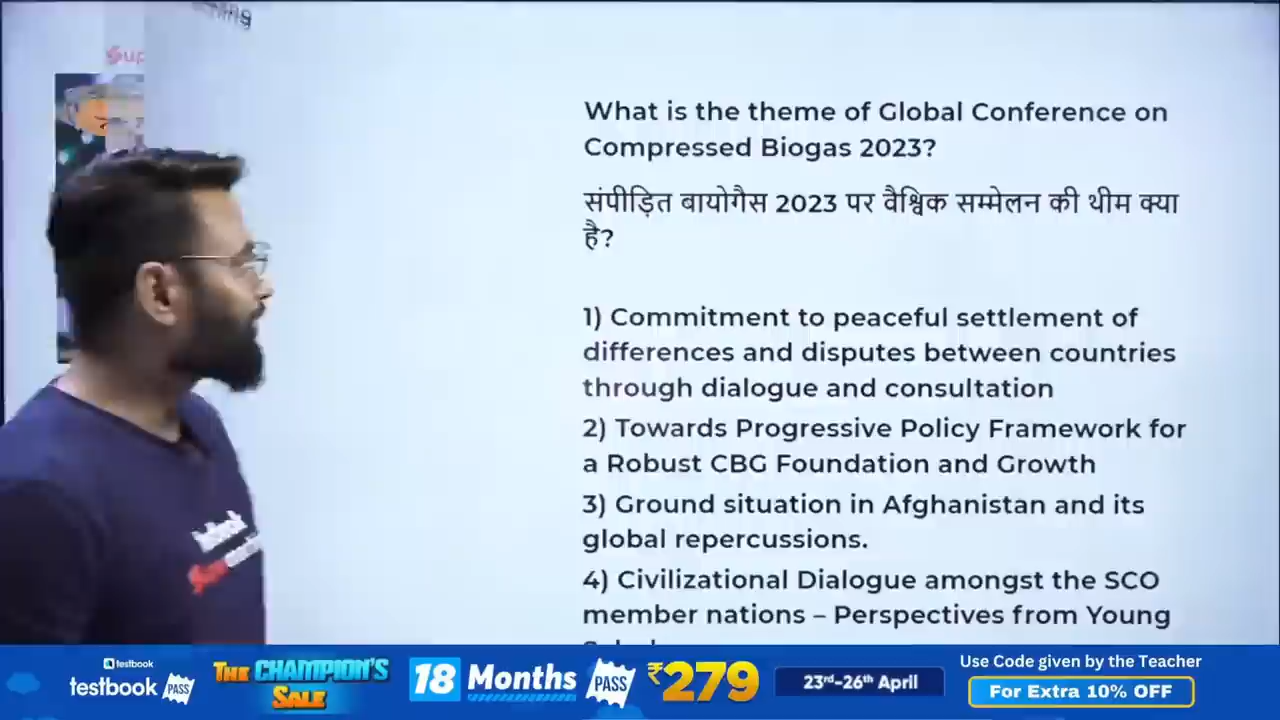 What is the theme of Global Conference on
Compressed Biogas 2023?
संपीड़ित बायोगैस 2023 पर वैश्विक सम्मेलन की थीम क्या
है?
1) Commitment to peaceful settlement of
differences and disputes between countries
through dialogue and consultation
2) Towards Progressive Policy Framework for
a Robust CBG Foundation and Growth
3) Ground situation in Afghanistan and its
global repercussions.
4) Civilizational Dialogue amongst the SCO
member nations – Perspectives from Young
testbook
testbook PASS
THE CHAMPION'S
SALE
18 Months PASS ₹279
23rd-26th April
Use Code given by the Teacher
For Extra 10% OFF